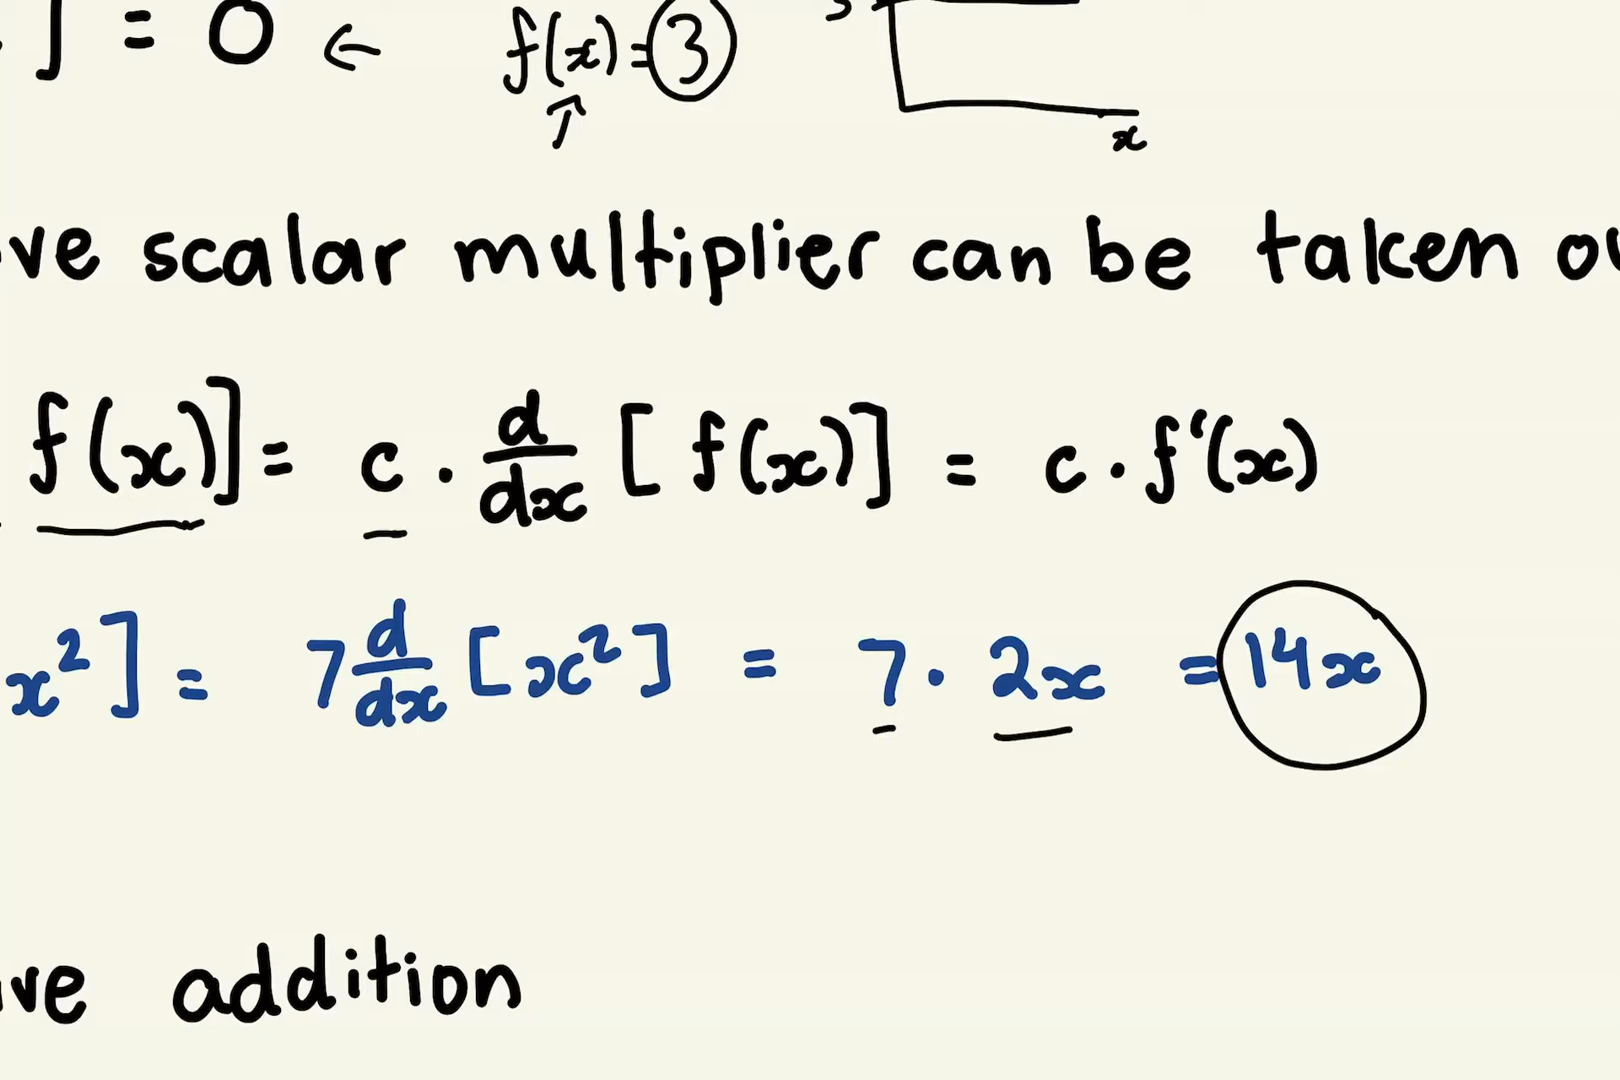 ] = 0 ← f(x) = 3
x
ve scalar multiplier can be taken
f(x)] = c · d/dx [f(x)] = c · f'(x)
x²] = 7 d/dx [x²] = 7 · 2x = 14x
ve addition